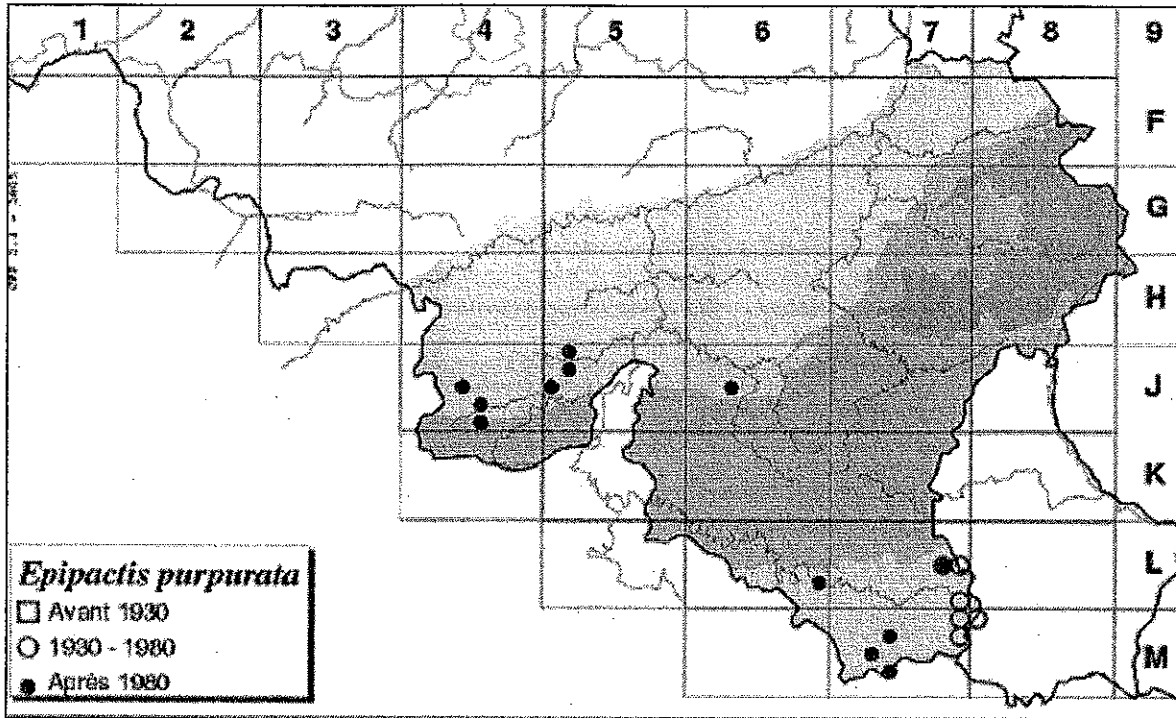 1 2 3 4 5 6 7 8 9
F
G
H
J
K
L
M
Epipactis purpurata
Avant 1930
1930 - 1980
Après 1980